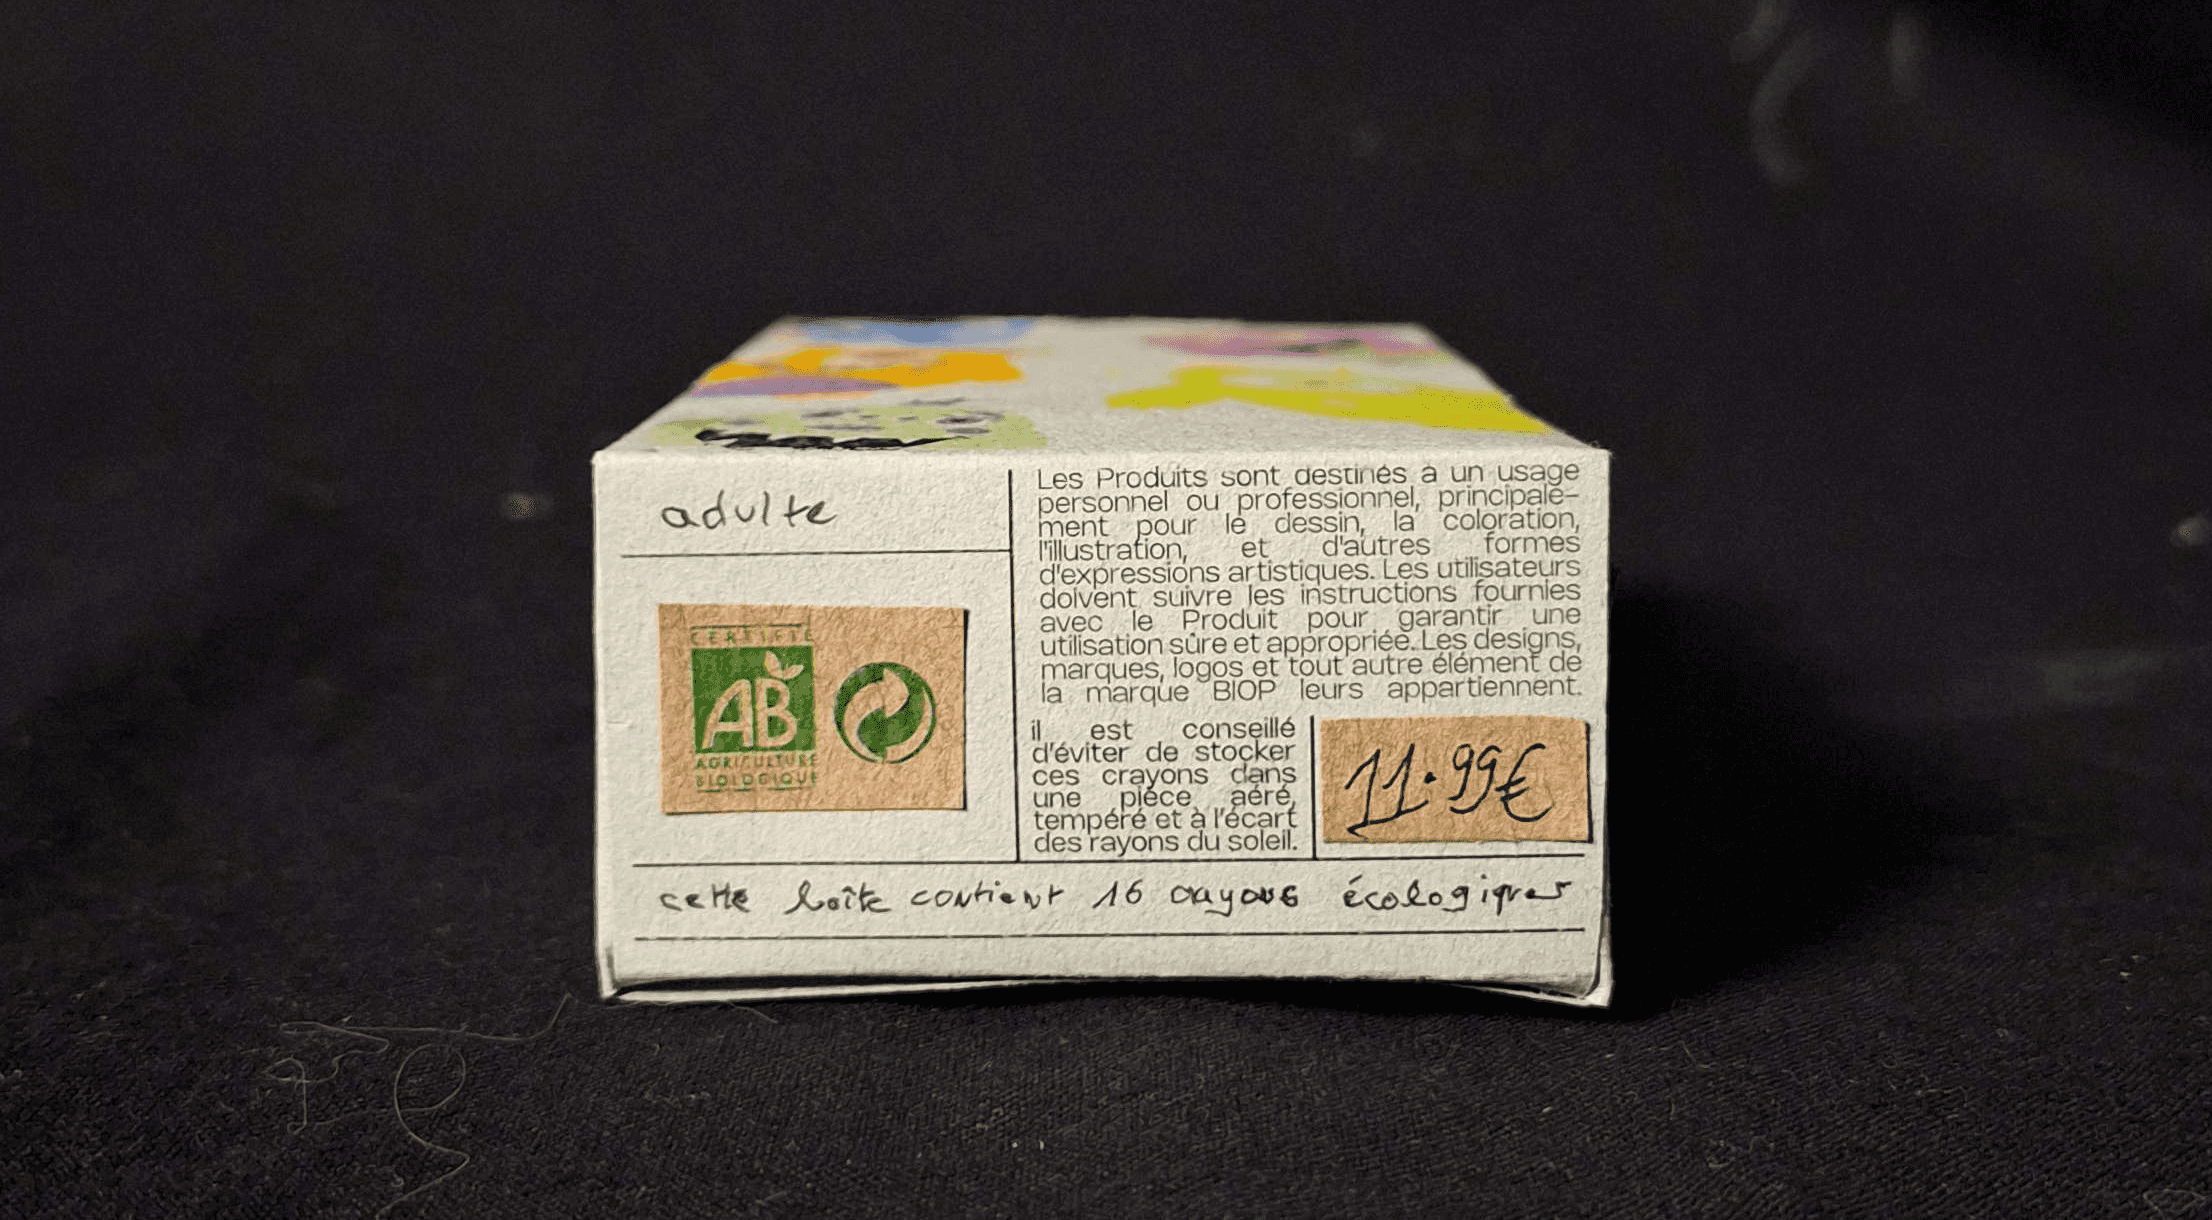 adulte
CERTIFIÉ
AB
AGRICULTURE
BIOLOGIQUE
Les Produits sont destinés à un usage
personnel ou professionnel, principale-
ment pour le dessin, la coloration,
l'illustration, et d'autres formes
d'expressions artistiques. Les utilisateurs
doivent suivre les instructions fournies
avec le Produit pour garantir une
utilisation sûre et appropriée. Les designs,
marques, logos et tout autre élément de
la marque BIOP leurs appartiennent.
il est conseillé
d'éviter de stocker
ces crayons dans
une pièce aéré,
tempéré et à l'écart
des rayons du soleil.
11.99€
cette boîte contient 16 crayons écologiques